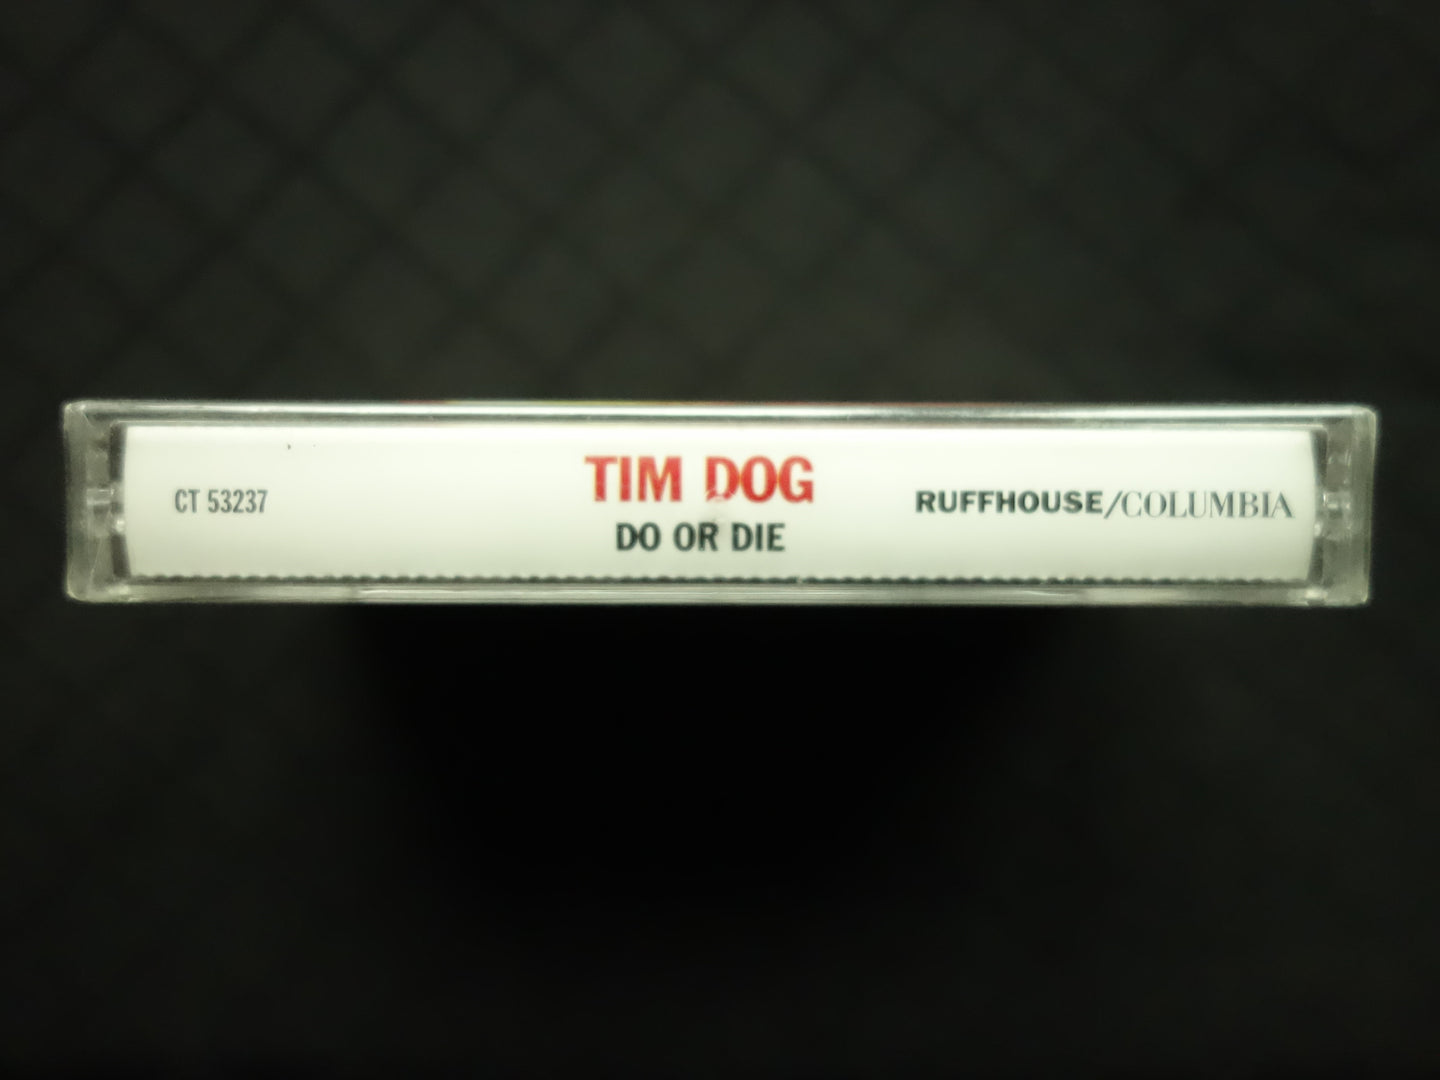 CT 53237
TIM DOG
DO OR DIE
RUFFHOUSE/COLUMBIA